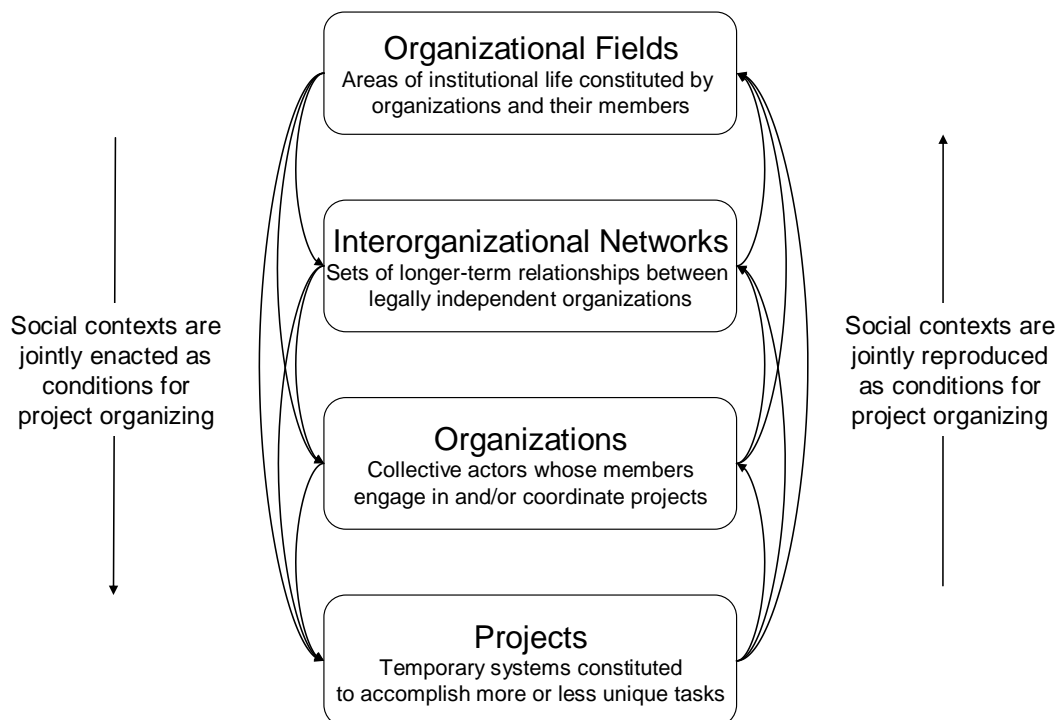 Organizational Fields
Areas of institutional life constituted by
organizations and their members
Interorganizational Networks
Sets of longer-term relationships between
legally independent organizations
Social contexts are
jointly enacted as
conditions for
project organizing
Social contexts are
jointly reproduced
as conditions for
project organizing
Organizations
Collective actors whose members
engage in and/or coordinate projects
Projects
Temporary systems constituted
to accomplish more or less unique tasks